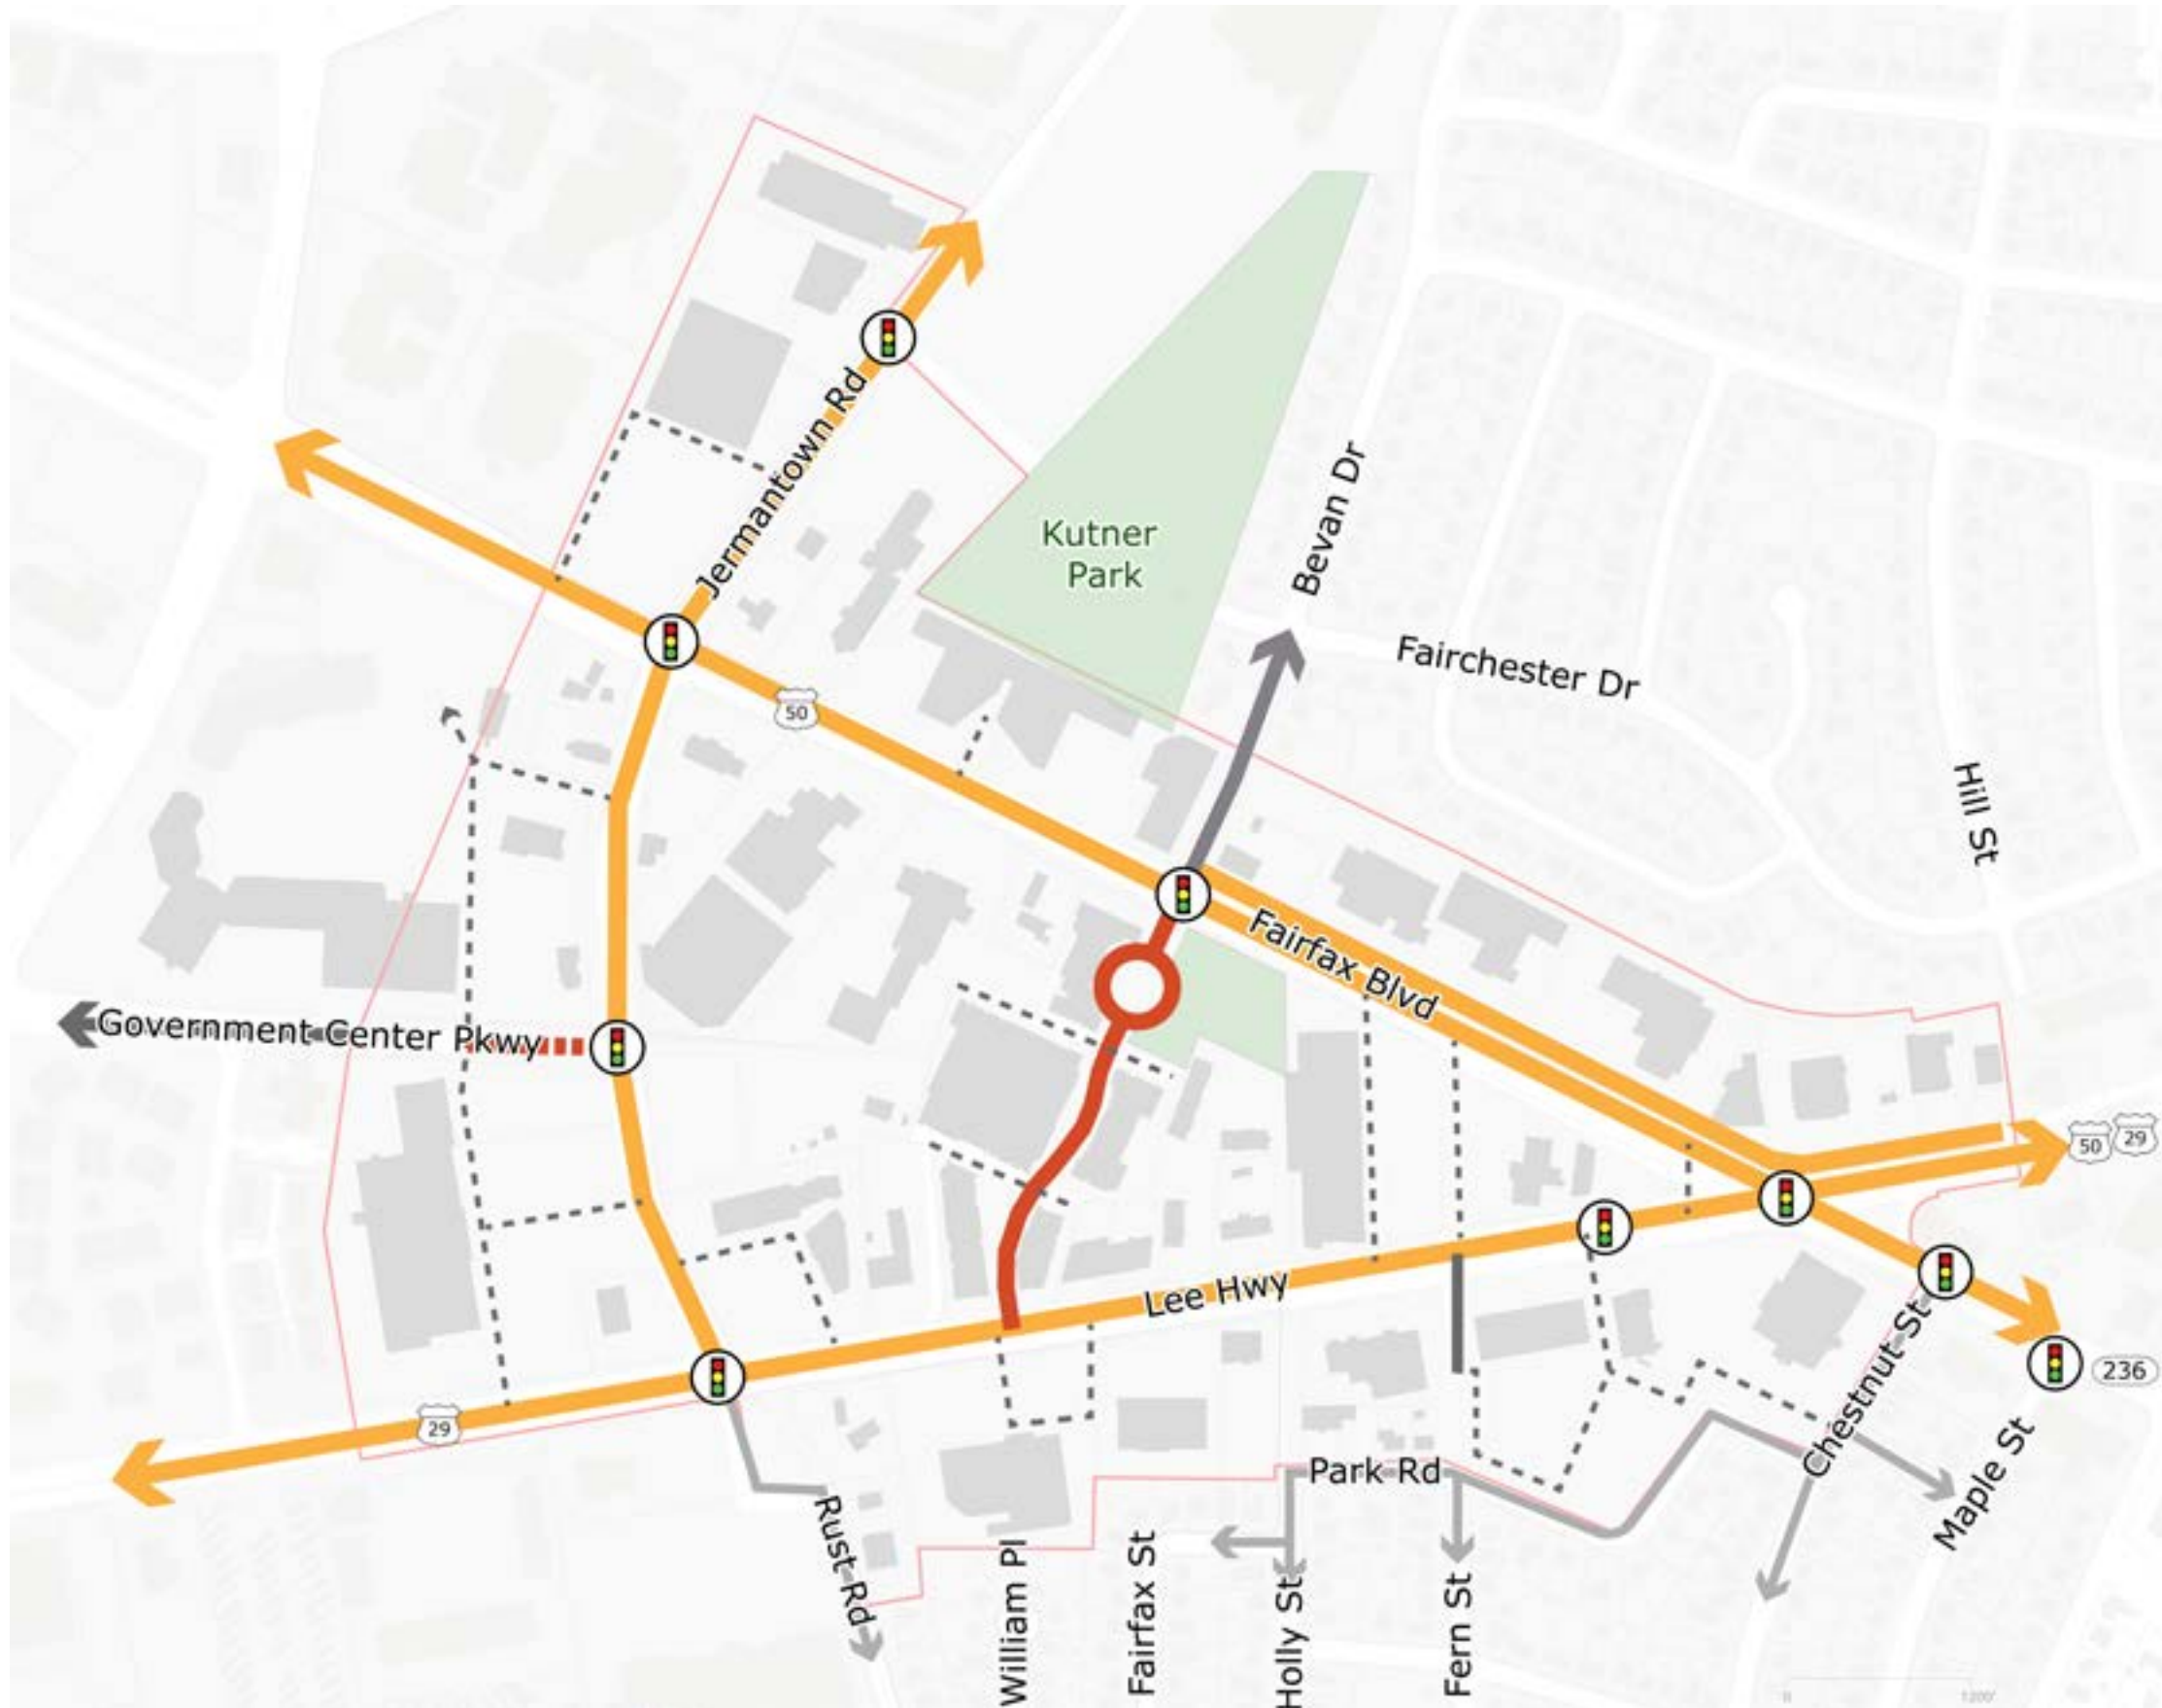 Jermantown Rd
Kutner
Park
Bevan Dr
Fairchester Dr
50
Hill St
Fairfax Blvd
Government Center Pkwy
50
29
Lee Hwy
236
29
Chestnut St
Maple St
Park Rd
Rust Rd
William Pl
Fairfax St
Holly St
Fern St
0
1200'